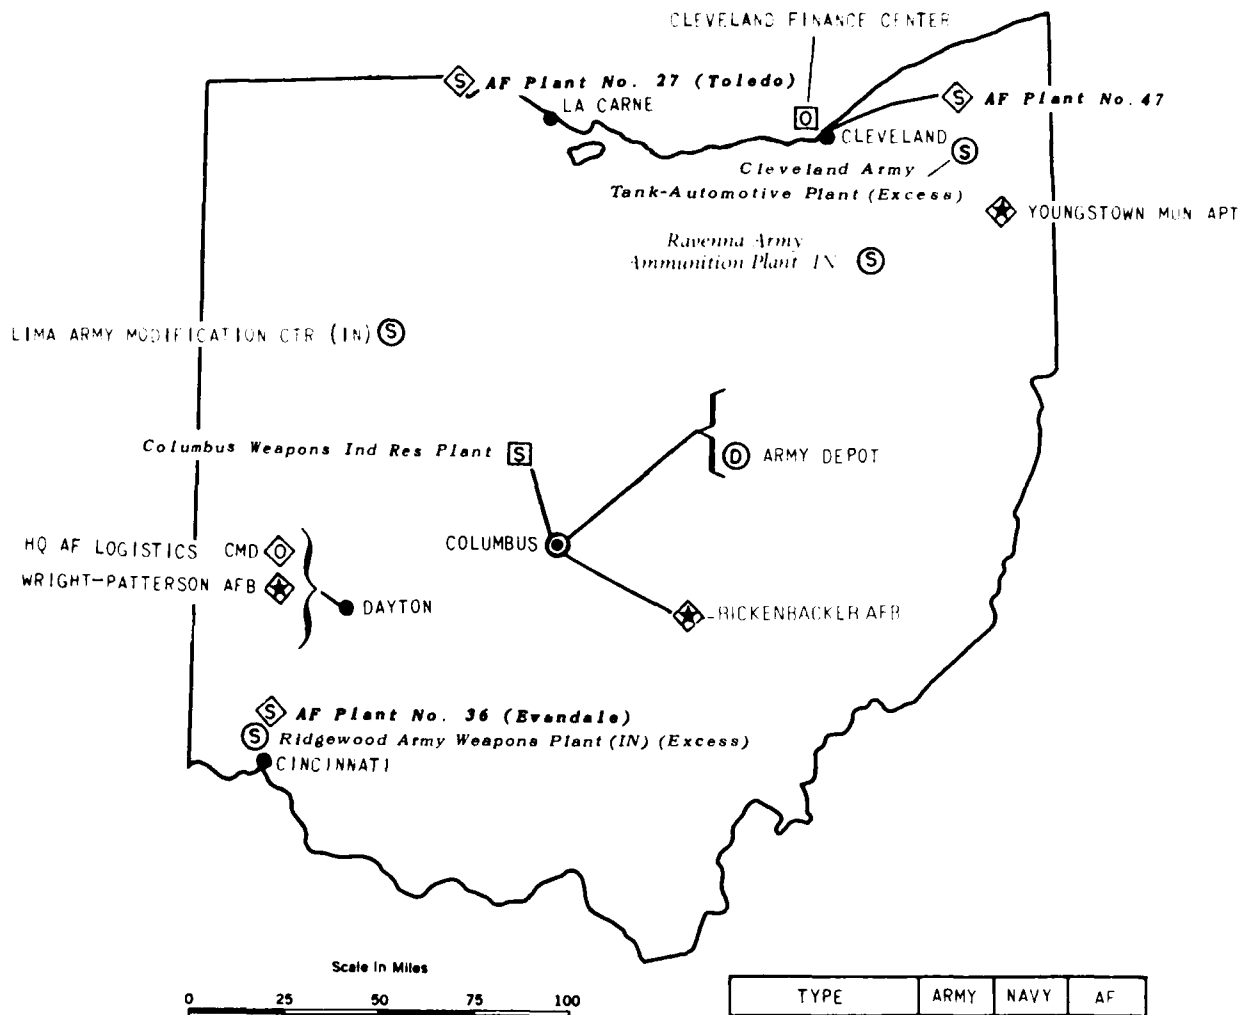 CLEVELAND FINANCE CENTER
O
S AF Plant No. 27 (Toledo)
LA CARNE
S AF Plant No. 47
CLEVELAND
S
Cleveland Army
Tank-Automotive Plant (Excess)
YOUNGSTOWN MUN APT
Ravenna Army
Ammunition Plant IN S
LIMA ARMY MODIFICATION CTR (IN) S
Columbus Weapons Ind Res Plant S
D ARMY DEPOT
COLUMBUS
HQ AF LOGISTICS CMD O
WRIGHT-PATTERSON AFB
DAYTON
RICKENBACKER AFB
S AF Plant No. 36 (Evandale)
S Ridgewood Army Weapons Plant (IN) (Excess)
CINCINNATI
Scale In Miles
0 25 50 75 100
TYPE ARMY NAVY AF